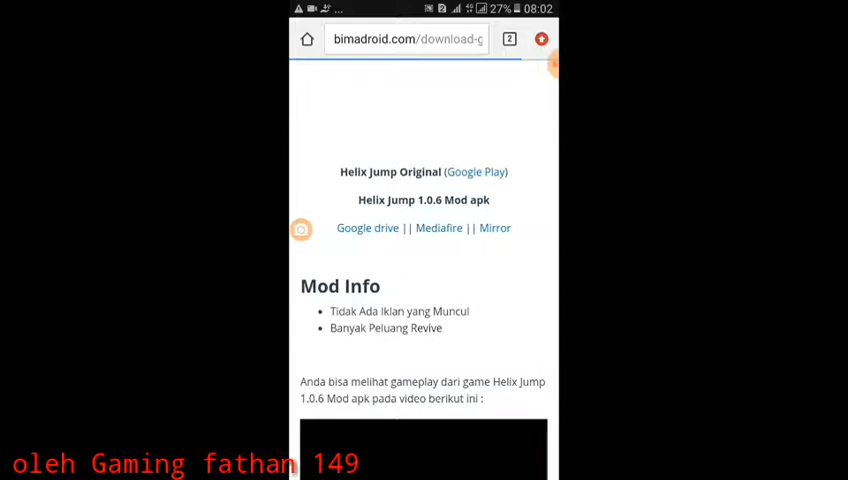 ... 27% 08:02
bimadroid.com/download-g
2
Helix Jump Original (Google Play)
Helix Jump 1.0.6 Mod apk
Google drive || Mediafire || Mirror
Mod Info
• Tidak Ada Iklan yang Muncul
• Banyak Peluang Revive
Anda bisa melihat gameplay dari game Helix Jump
1.0.6 Mod apk pada video berikut ini :
oleh Gaming fathan 149